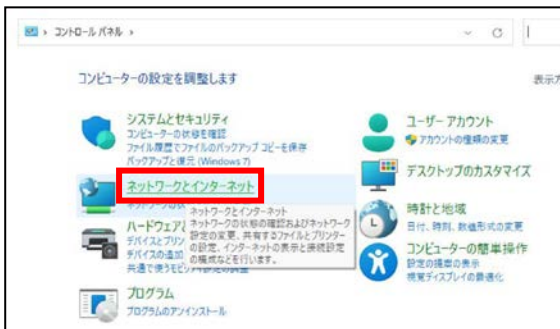 コントロール パネル
コンピューターの設定を調整します
表示方
システムとセキュリティ
コンピューターの状態を確認
ファイル履歴でファイルのバックアップ コピーを保存
バックアップと復元 (Windows 7)
ネットワークとインターネット
ネットワークの状
ネットワークとインターネット
ネットワークの状態の確認およびネットワーク
設定の変更、共有するファイルとプリンター
の設定、インターネットの表示と接続設定
の構成などを行います。
ハードウェアと
デバイスとプリン
デバイスの追加
共通で使うモビリティ設定の調整
プログラム
プログラムのアンインストール
ユーザー アカウント
アカウントの種類の変更
デスクトップのカスタマイズ
時計と地域
日付、時刻、数値形式の変更
コンピューターの簡単操作
設定の提案の表示
視覚ディスプレイの最適化